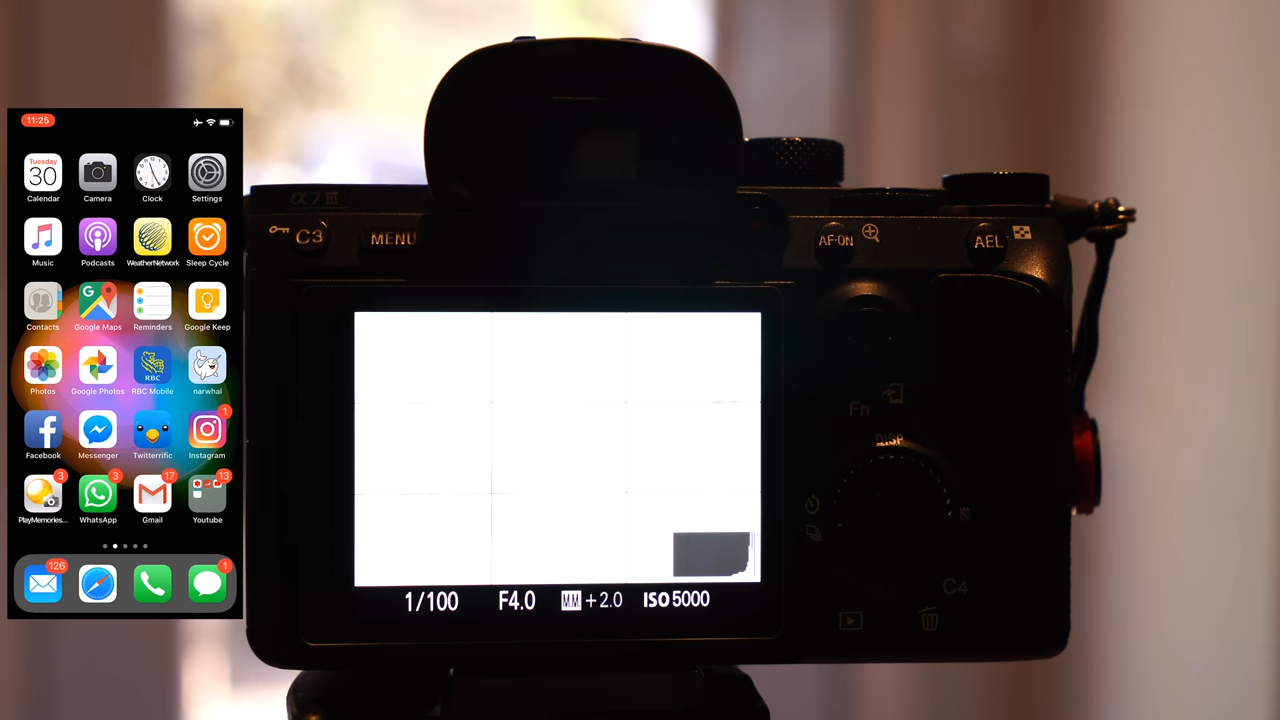 11:25
Tuesday
30
Calendar Camera Clock Settings
Music Podcasts WeatherNetwork Sleep Cycle
G
Contacts Google Maps Reminders Google Keep
RBC
Photos Google Photos RBC Mobile narwhal
1
Facebook Messenger Twitterrific Instagram
3 3 17 13
PlayMemories... WhatsApp Gmail Youtube
126 1
α7III
C3 MENU
AF-ON AEL
Fn
DISP
ISO
C4
1/100 F4.0 MM +2.0 ISO 5000